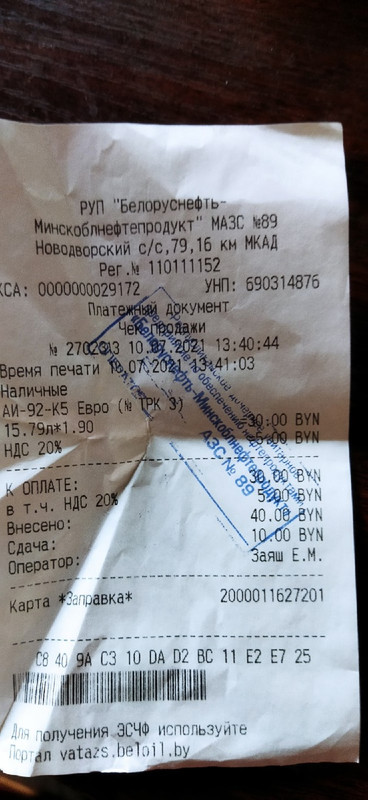 РУП "Белоруснефть-
Минскоблнефтепродукт" МАЗС №89
Новодворский с/с,79,16 км МКАД
Рег.№ 110111152
КСА: 0000000029172 УНП: 690314876
Платежный документ
Чек продажи
10.07.2021 13:40:44
Время печати 10.07.2021 13:41:03
Наличные
АИ-92-К5 Евро (№ ТРК 3)
15.79л*1.90 30.00 BYN
НДС 20% 5.00 BYN
К ОПЛАТЕ: 30.00 BYN
в т.ч. НДС 20% 5.00 BYN
Внесено: 40.00 BYN
Сдача: 10.00 BYN
Оператор: Заяш Е.М.
Карта *Заправка* 2000011627201
C8 40 9A C3 10 DA D2 BC 11 E2 E7 25
Для получения ЭСЧФ используйте
Портал vatazs.beloil.by
"Белоруснефть-Минскоблнефтепродукт"
АЗС № 89